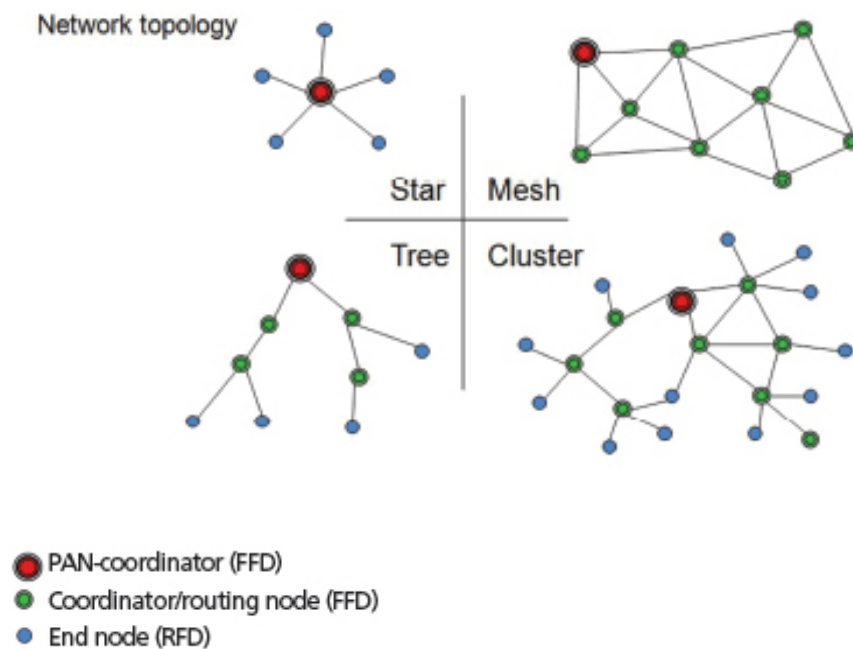 Network topology
Star
Mesh
Tree
Cluster
PAN-coordinator (FFD)
Coordinator/routing node (FFD)
End node (RFD)